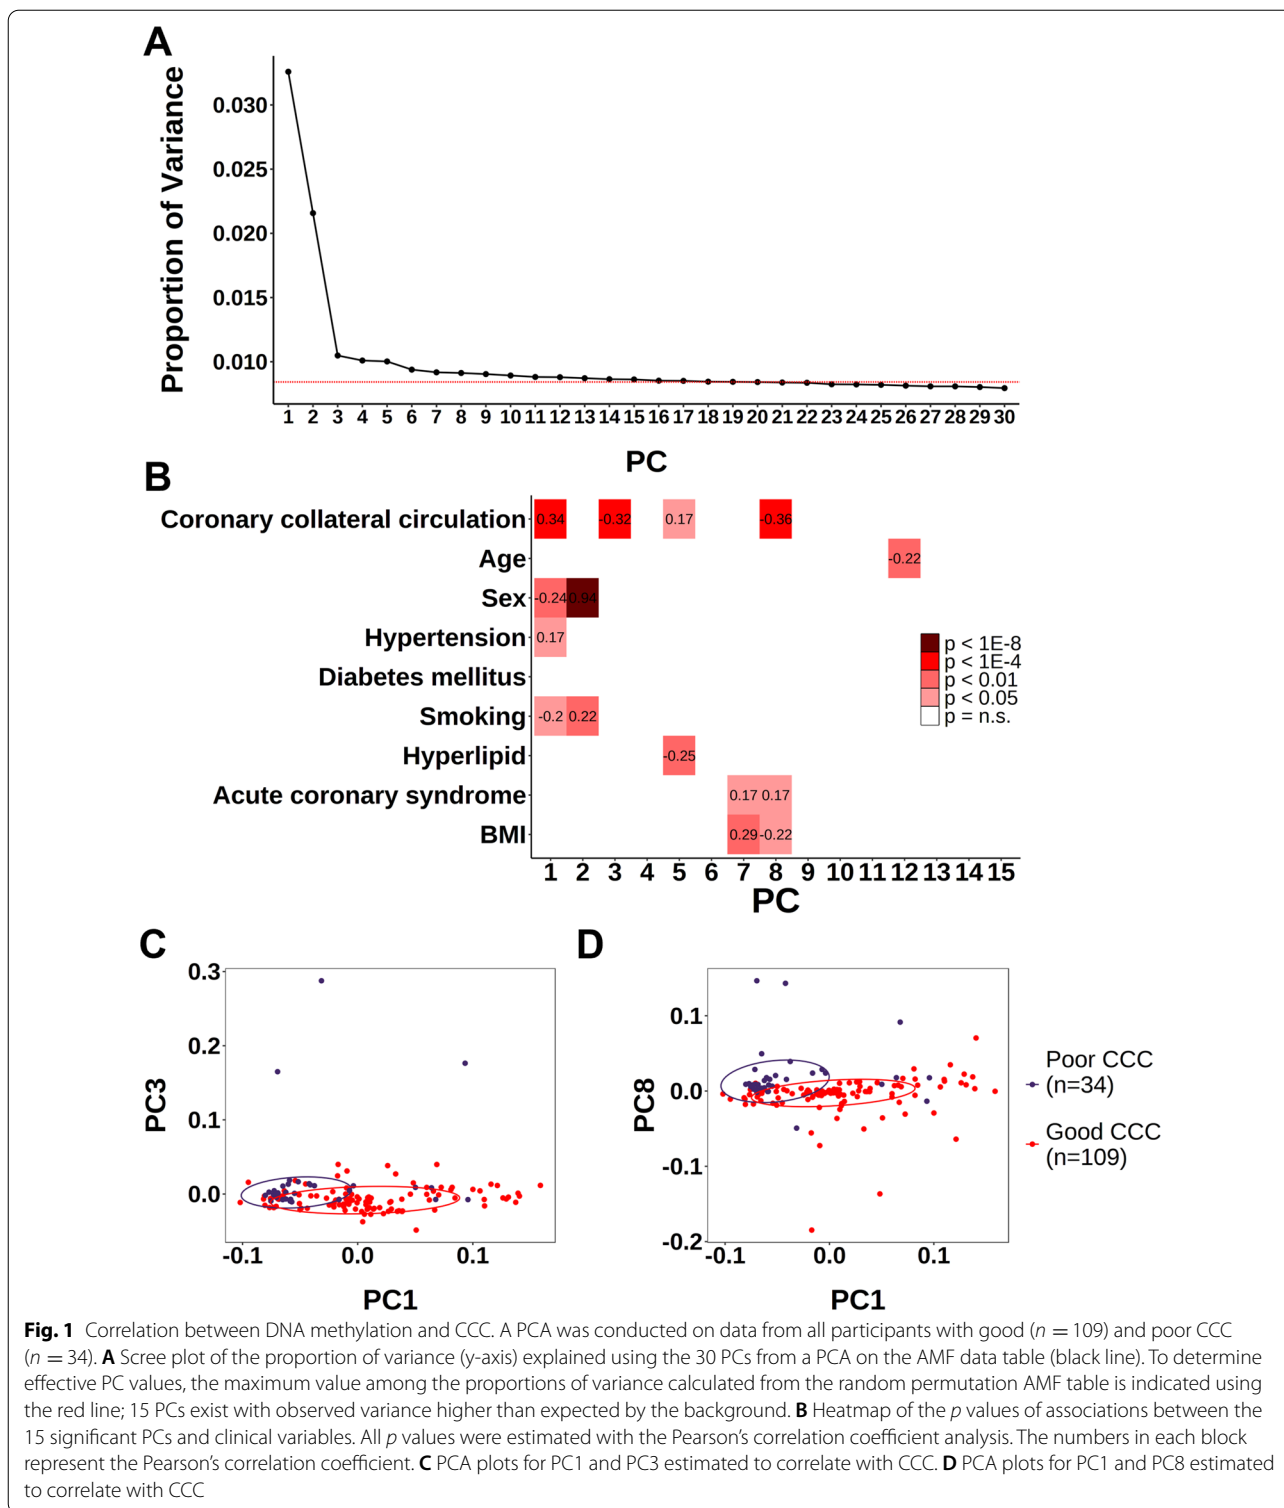 A
Proportion of Variance
0.030
0.025
0.020
0.015
0.010
1 2 3 4 5 6 7 8 9 10 11 12 13 14 15 16 17 18 19 20 21 22 23 24 25 26 27 28 29 30
PC
B
Coronary collateral circulation 0.34 -0.32 0.17 -0.36
Age -0.22
Sex -0.24 0.94
Hypertension 0.17
Diabetes mellitus
Smoking -0.2 0.22
Hyperlipid -0.25
Acute coronary syndrome 0.17 0.17
BMI 0.29 -0.22
p < 1E-8
p < 1E-4
p < 0.01
p < 0.05
p = n.s.
1 2 3 4 5 6 7 8 9 10 11 12 13 14 15
PC
C
PC3
0.3
0.2
0.1
0.0
-0.1 0.0 0.1
PC1
D
PC8
0.1
0.0
-0.1
-0.2
-0.1 0.0 0.1
PC1
Poor CCC
(n=34)
Good CCC
(n=109)
Fig. 1 Correlation between DNA methylation and CCC. A PCA was conducted on data from all participants with good (n = 109) and poor CCC
(n = 34). A Scree plot of the proportion of variance (y-axis) explained using the 30 PCs from a PCA on the AMF data table (black line). To determine
effective PC values, the maximum value among the proportions of variance calculated from the random permutation AMF table is indicated using
the red line; 15 PCs exist with observed variance higher than expected by the background. B Heatmap of the p values of associations between the
15 significant PCs and clinical variables. All p values were estimated with the Pearson's correlation coefficient analysis. The numbers in each block
represent the Pearson's correlation coefficient. C PCA plots for PC1 and PC3 estimated to correlate with CCC. D PCA plots for PC1 and PC8 estimated
to correlate with CCC